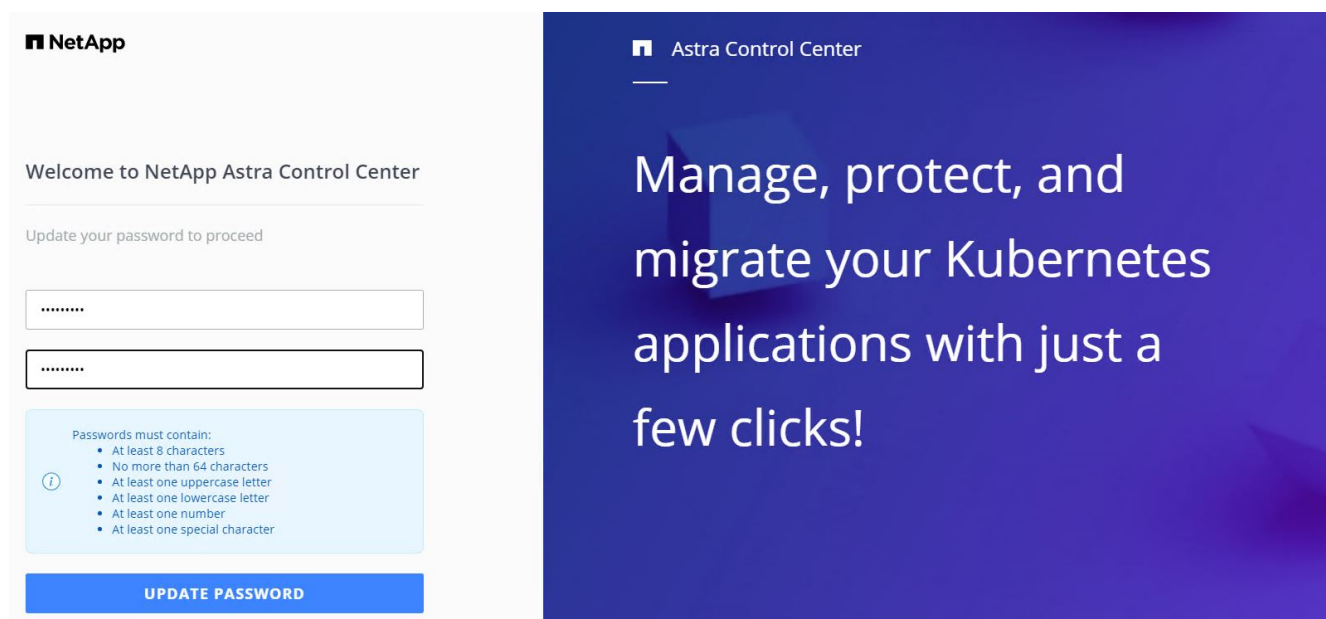 NetApp
Welcome to NetApp Astra Control Center
Update your password to proceed
•••••••••
•••••••••
Passwords must contain:
• At least 8 characters
• No more than 64 characters
• At least one uppercase letter
• At least one lowercase letter
• At least one number
• At least one special character
UPDATE PASSWORD
Astra Control Center
Manage, protect, and
migrate your Kubernetes
applications with just a
few clicks!